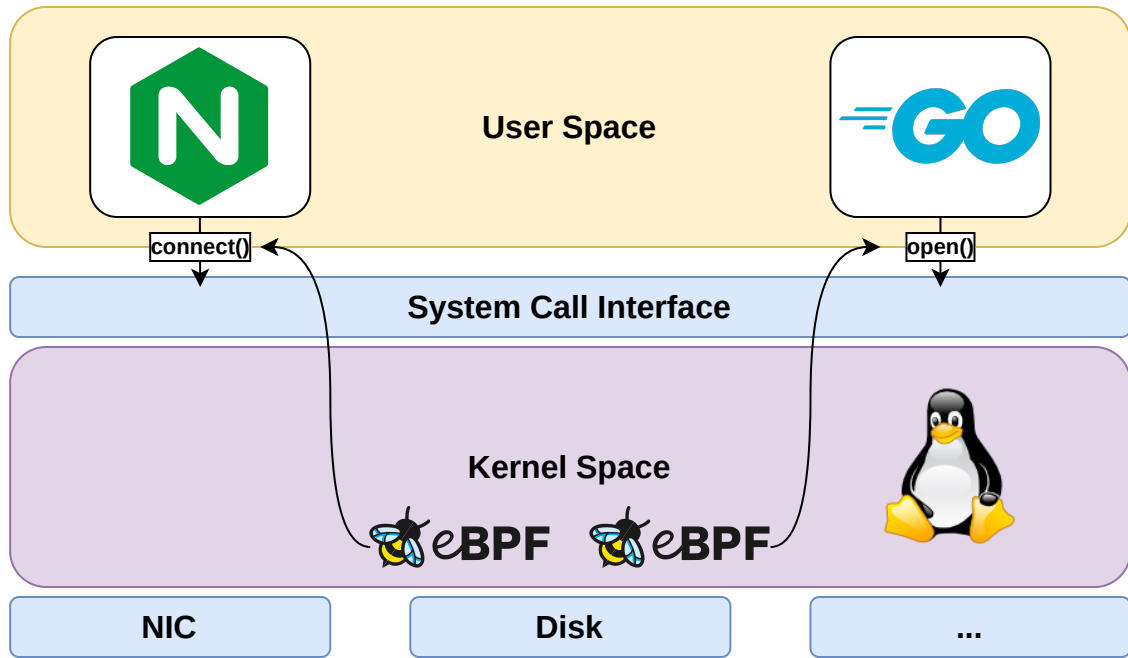 N
GO
User Space
connect()
open()
System Call Interface
Kernel Space
eBPF
eBPF
NIC
Disk
...